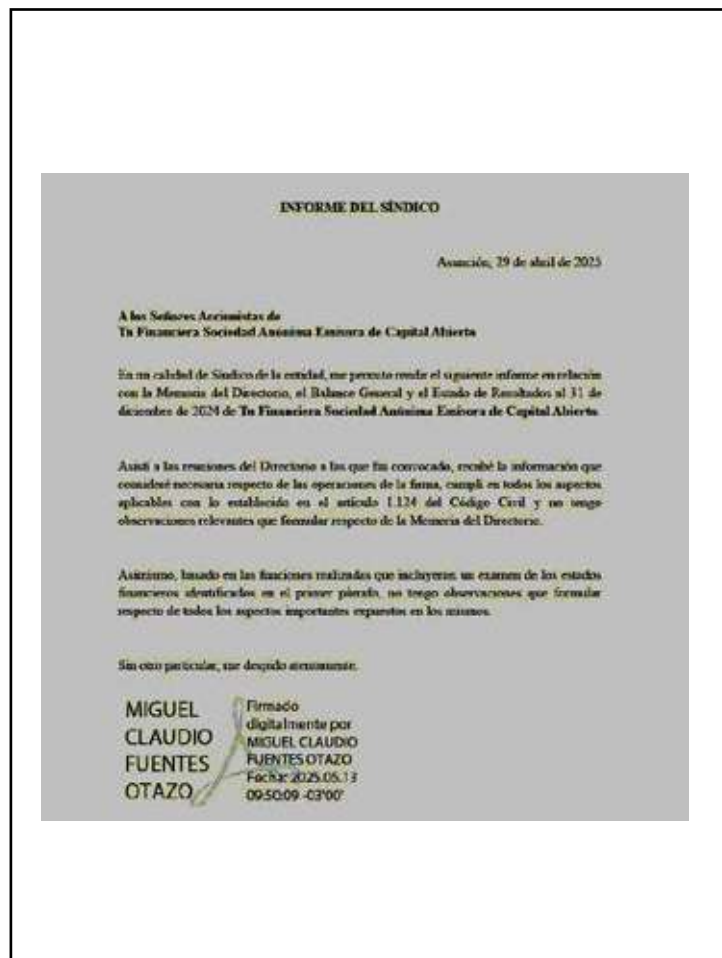 INFORME DEL SÍNDICO
Asunción, 29 de abril de 2025
A los Señores Accionistas de
Tu Financiera Sociedad Anónima Emisora de Capital Abierto
En mi calidad de Síndico de la entidad, me permito rendir el siguiente informe en relación
con la Memoria del Directorio, el Balance General y el Estado de Resultados al 31 de
diciembre de 2024 de Tu Financiera Sociedad Anónima Emisora de Capital Abierto.
Asistí a las reuniones del Directorio a las que fui convocado, recabé la información que
consideré necesaria respecto de las operaciones de la firma, cumplí en todos los aspectos
aplicables con lo establecido en el artículo 1.124 del Código Civil y no tengo
observaciones relevantes que formular respecto de la Memoria del Directorio.
Asimismo, basado en las funciones realizadas que incluyeron un examen de los estados
financieros identificados en el primer párrafo, no tengo observaciones que formular
respecto de todos los aspectos importantes expuestos en los mismos.
Sin otro particular, me despido atentamente.
MIGUEL
CLAUDIO
FUENTES
OTAZO
Firmado
digitalmente por
MIGUEL CLAUDIO
FUENTES OTAZO
Fecha: 2025.05.13
09:50:09 -03'00'